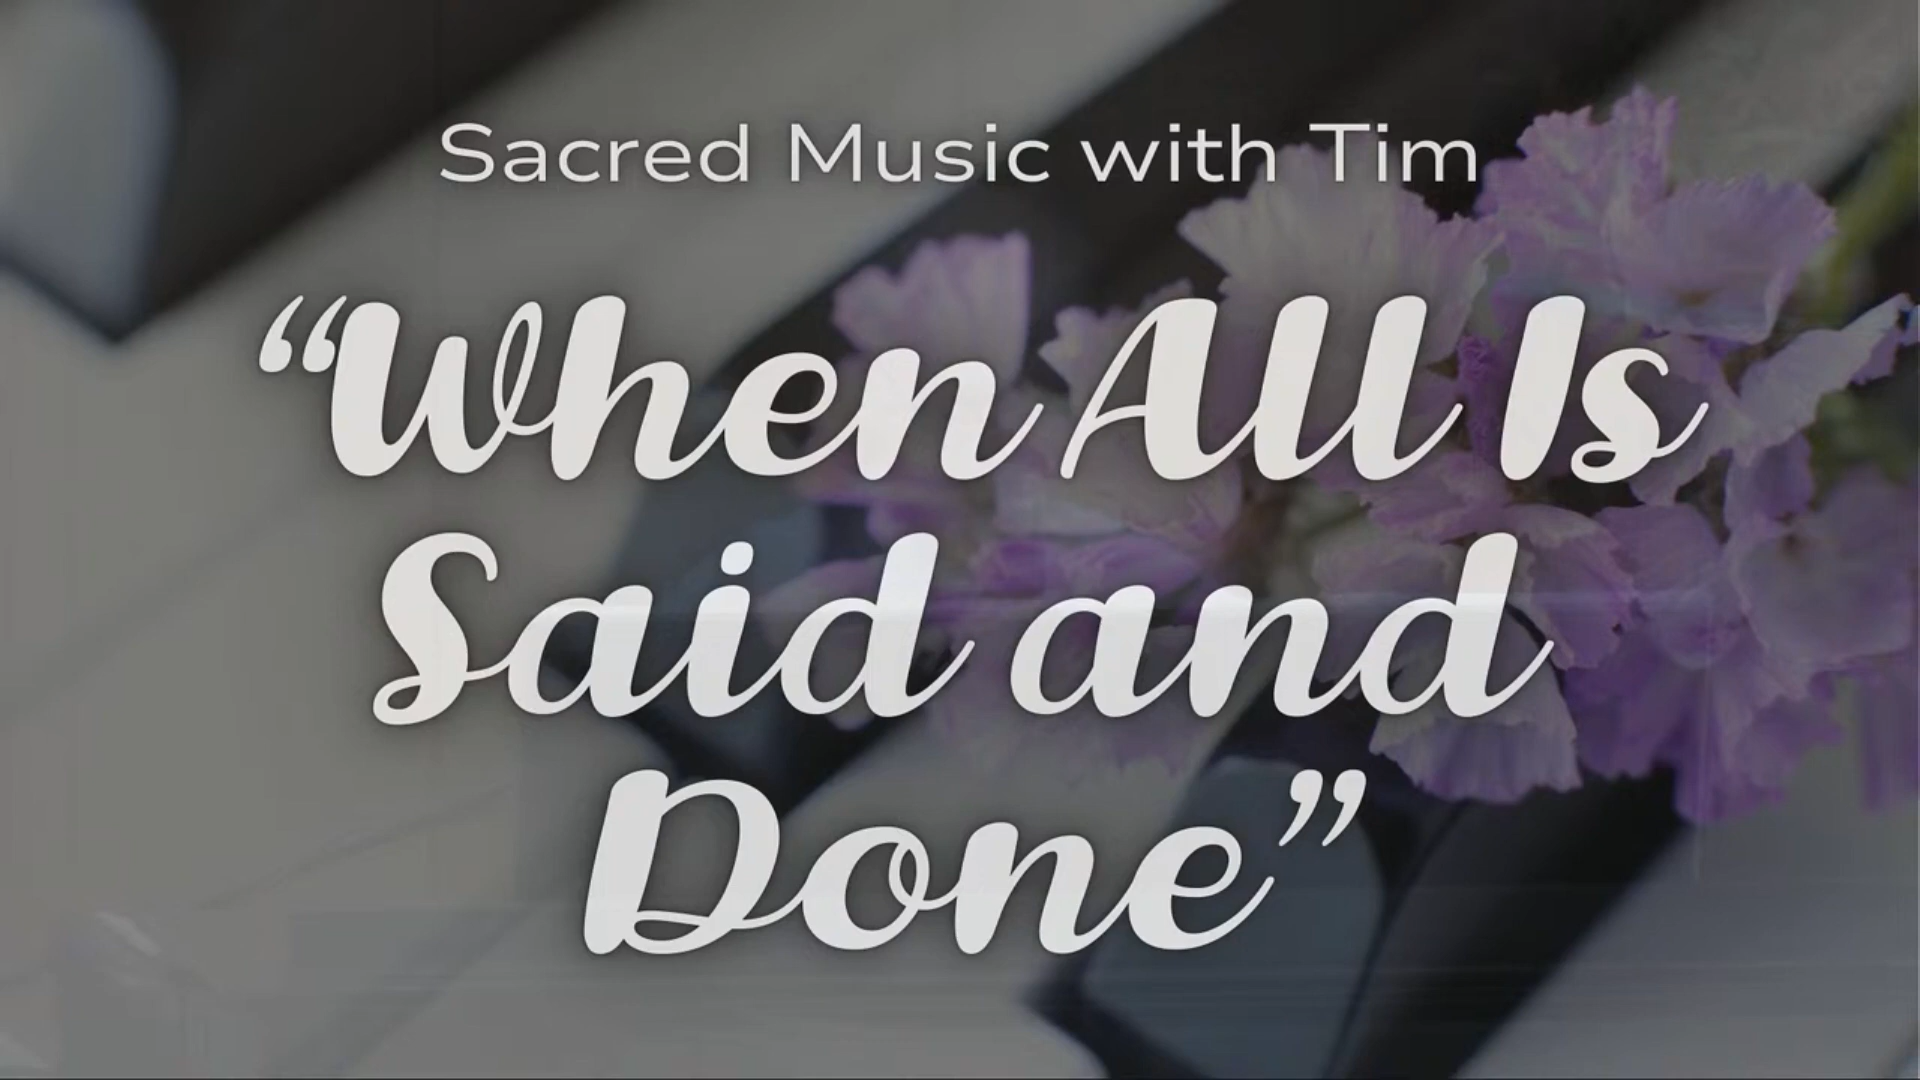 Sacred Music with Tim
“When All Is
Said and
Done”